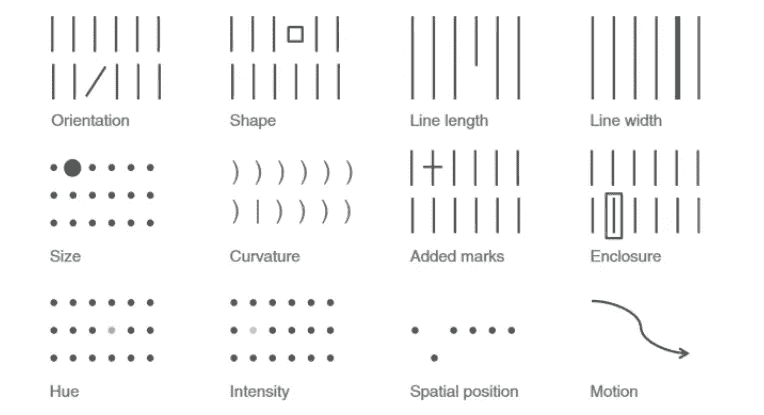 Orientation
Shape
Line length
Line width
Size
Curvature
Added marks
Enclosure
Hue
Intensity
Spatial position
Motion